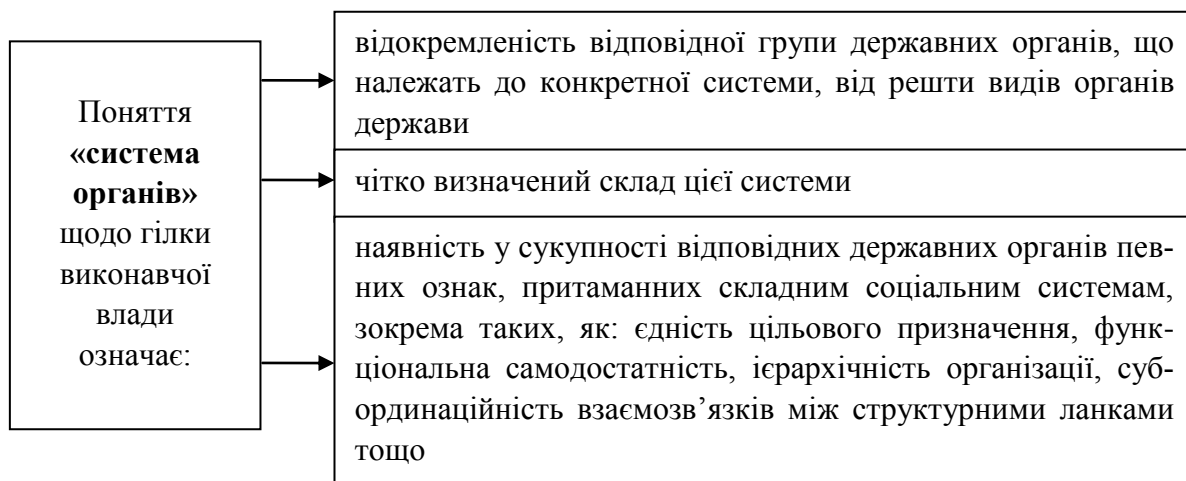 Поняття
«система
органів»
щодо гілки
виконавчої
влади
означає:
відокремленість відповідної групи державних органів, що
належать до конкретної системи, від решти видів органів
держави
чітко визначений склад цієї системи
наявність у сукупності відповідних державних органів пев-
них ознак, притаманних складним соціальним системам,
зокрема таких, як: єдність цільового призначення, функ-
ціональна самодостатність, ієрархічність організації, суб-
ординаційність взаємозв’язків між структурними ланками
тощо